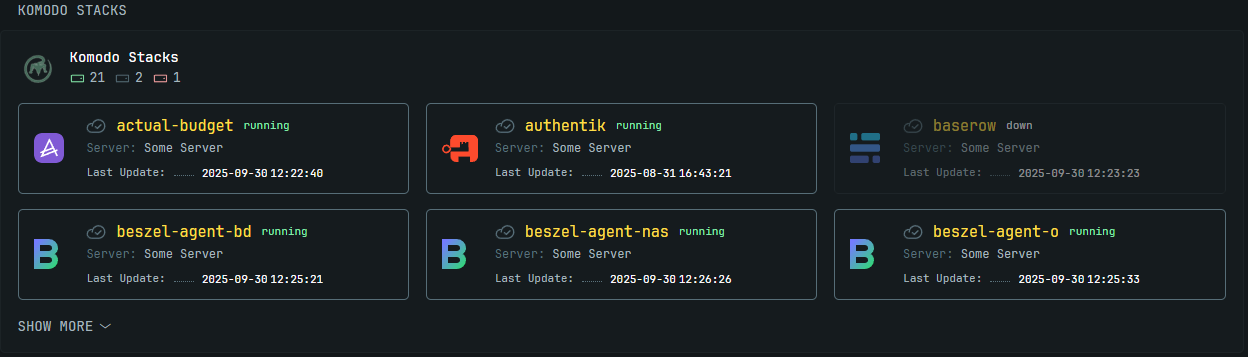 KOMODO STACKS
Komodo Stacks
21 2 1
actual-budget running
Server: Some Server
Last Update: ...... 2025-09-30 12:22:40
authentik running
Server: Some Server
Last Update: ...... 2025-08-31 16:43:21
baserow down
Server: Some Server
Last Update: ...... 2025-09-30 12:23:23
beszel-agent-bd running
Server: Some Server
Last Update: ...... 2025-09-30 12:25:21
beszel-agent-nas running
Server: Some Server
Last Update: ...... 2025-09-30 12:26:26
beszel-agent-o running
Server: Some Server
Last Update: ...... 2025-09-30 12:25:33
SHOW MORE